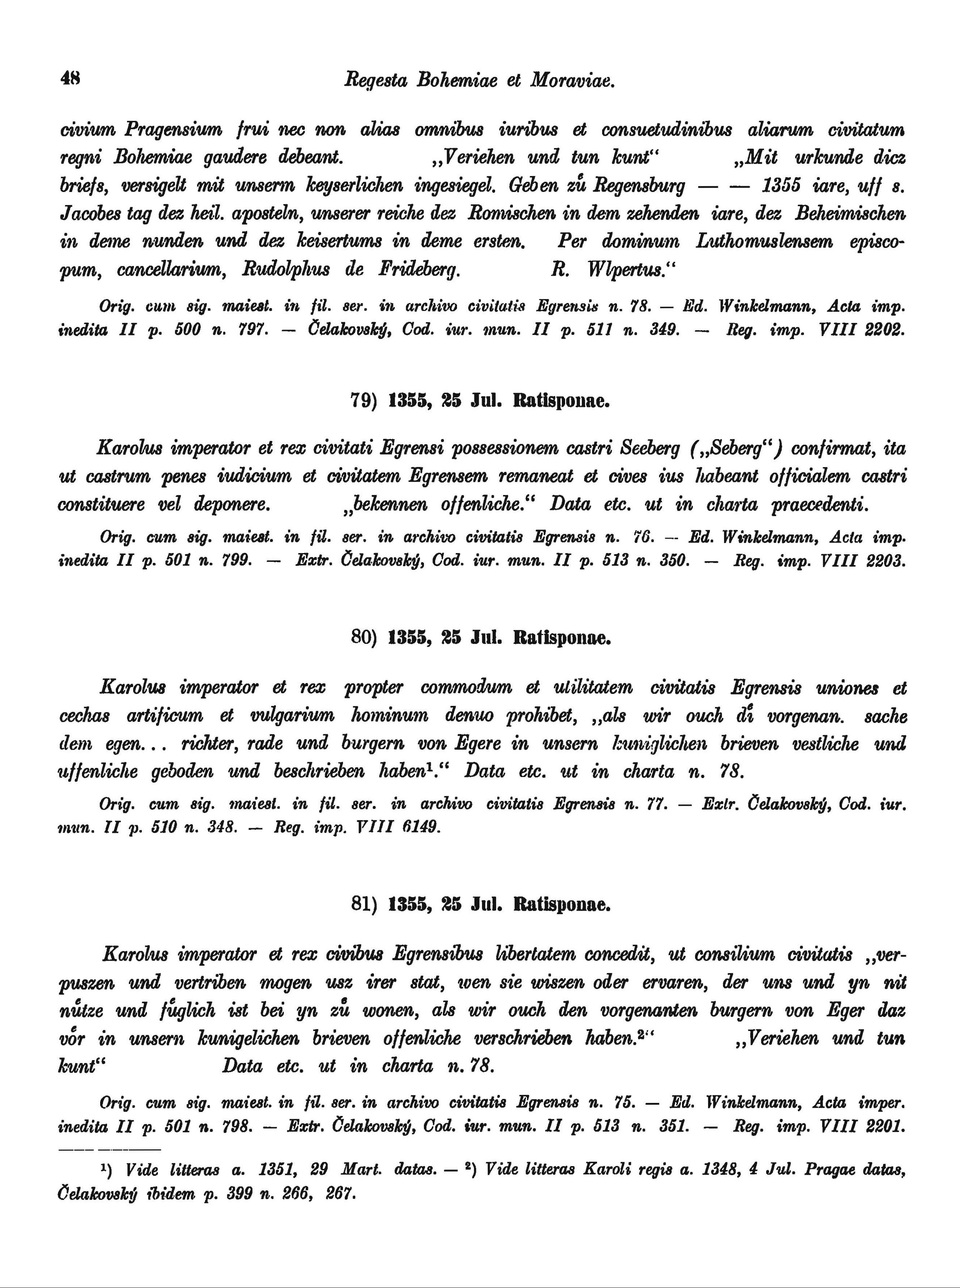 48 Regesta Bohemiae et Moraviae.
civium Pragensium frui nec non alias omnibus iuribus et consuetudinibus aliarum civitatum
regni Bohemiae gaudere debeant. „Veriehen und tun kunt“ „Mit urkunde dicz
briefs, versigelt mit unserm keyserlichen ingesiegel. Geben zů Regensburg — — 1355 iare, uff s.
Jacobes tag dez heil. aposteln, unserer reiche dez Romischen in dem zehenden iare, dez Beheimischen
in deme nunden und dez keisertums in deme ersten. Per dominum Luthomuslensem episco-
pum, cancellarium, Rudolphus de Frideberg. R. Wlpertus.“
Orig. cum sig. maiest. in fil. ser. in archivo civitatis Egrensis n. 78. — Ed. Winkelmann, Acta imp.
inedita II p. 500 n. 797. — Čelakovský, Cod. iur. mun. II p. 511 n. 349. — Reg. imp. VIII 2202.
79) 1355, 25 Jul. Ratisponae.
Karolus imperator et rex civitati Egrensi possessionem castri Seeberg („Seberg“) confirmat, ita
ut castrum penes iudicium et civitatem Egrensem remaneat et cives ius habeant officialem castri
constituere vel deponere. „bekennen offenliche.“ Data etc. ut in charta praecedenti.
Orig. cum sig. maiest. in fil. ser. in archivo civitatis Egrensis n. 76. — Ed. Winkelmann, Acta imp.
inedita II p. 501 n. 799. — Extr. Čelakovský, Cod. iur. mun. II p. 513 n. 350. — Reg. imp. VIII 2203.
80) 1355, 25 Jul. Ratisponae.
Karolus imperator et rex propter commodum et utilitatem civitatis Egrensis uniones et
cechas artificum et vulgarium hominum denuo prohibet, „als wir ouch dı̊ vorgenan. sache
dem egen... richter, rade und burgern von Egere in unsern kuniglichen brieven vestliche und
uffenliche geboden und beschrieben haben¹.“ Data etc. ut in charta n. 78.
Orig. cum sig. maiest. in fil. ser. in archivo civitatis Egrensis n. 77. — Extr. Čelakovský, Cod. iur.
mun. II p. 510 n. 348. — Reg. imp. VIII 6149.
81) 1355, 25 Jul. Ratisponae.
Karolus imperator et rex civibus Egrensibus libertatem concedit, ut consilium civitatis „ver-
puszen und vertriben mogen usz irer stat, wen sie wiszen oder ervaren, der uns und yn nit
nůtze und fůglich ist bei yn zů wonen, als wir ouch den vorgenanten burgern von Eger daz
vo̊r in unsern kunigelichen brieven offenliche verschrieben haben.²“ „Veriehen und tun
kunt“ Data etc. ut in charta n. 78.
Orig. cum sig. maiest. in fil. ser. in archivo civitatis Egrensis n. 75. — Ed. Winkelmann, Acta imper.
inedita II p. 501 n. 798. — Extr. Čelakovský, Cod. iur. mun. II p. 513 n. 351. — Reg. imp. VIII 2201.
¹) Vide litteras a. 1351, 29 Mart. datas. — ²) Vide litteras Karoli regis a. 1348, 4 Jul. Pragae datas,
Čelakovský ibidem p. 399 n. 266, 267.